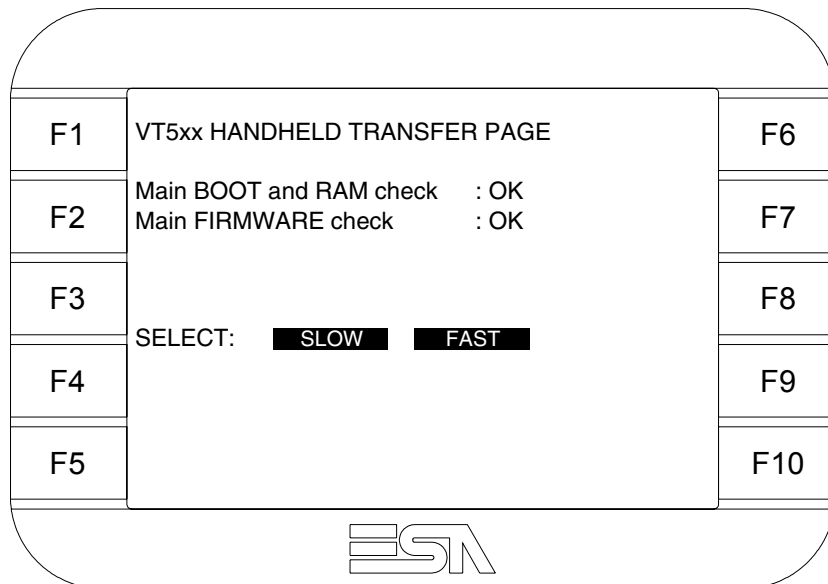 F1
F2
F3
F4
F5
VT5xx HANDHELD TRANSFER PAGE
Main BOOT and RAM check : OK
Main FIRMWARE check : OK
SELECT: SLOW FAST
F6
F7
F8
F9
F10
ESA